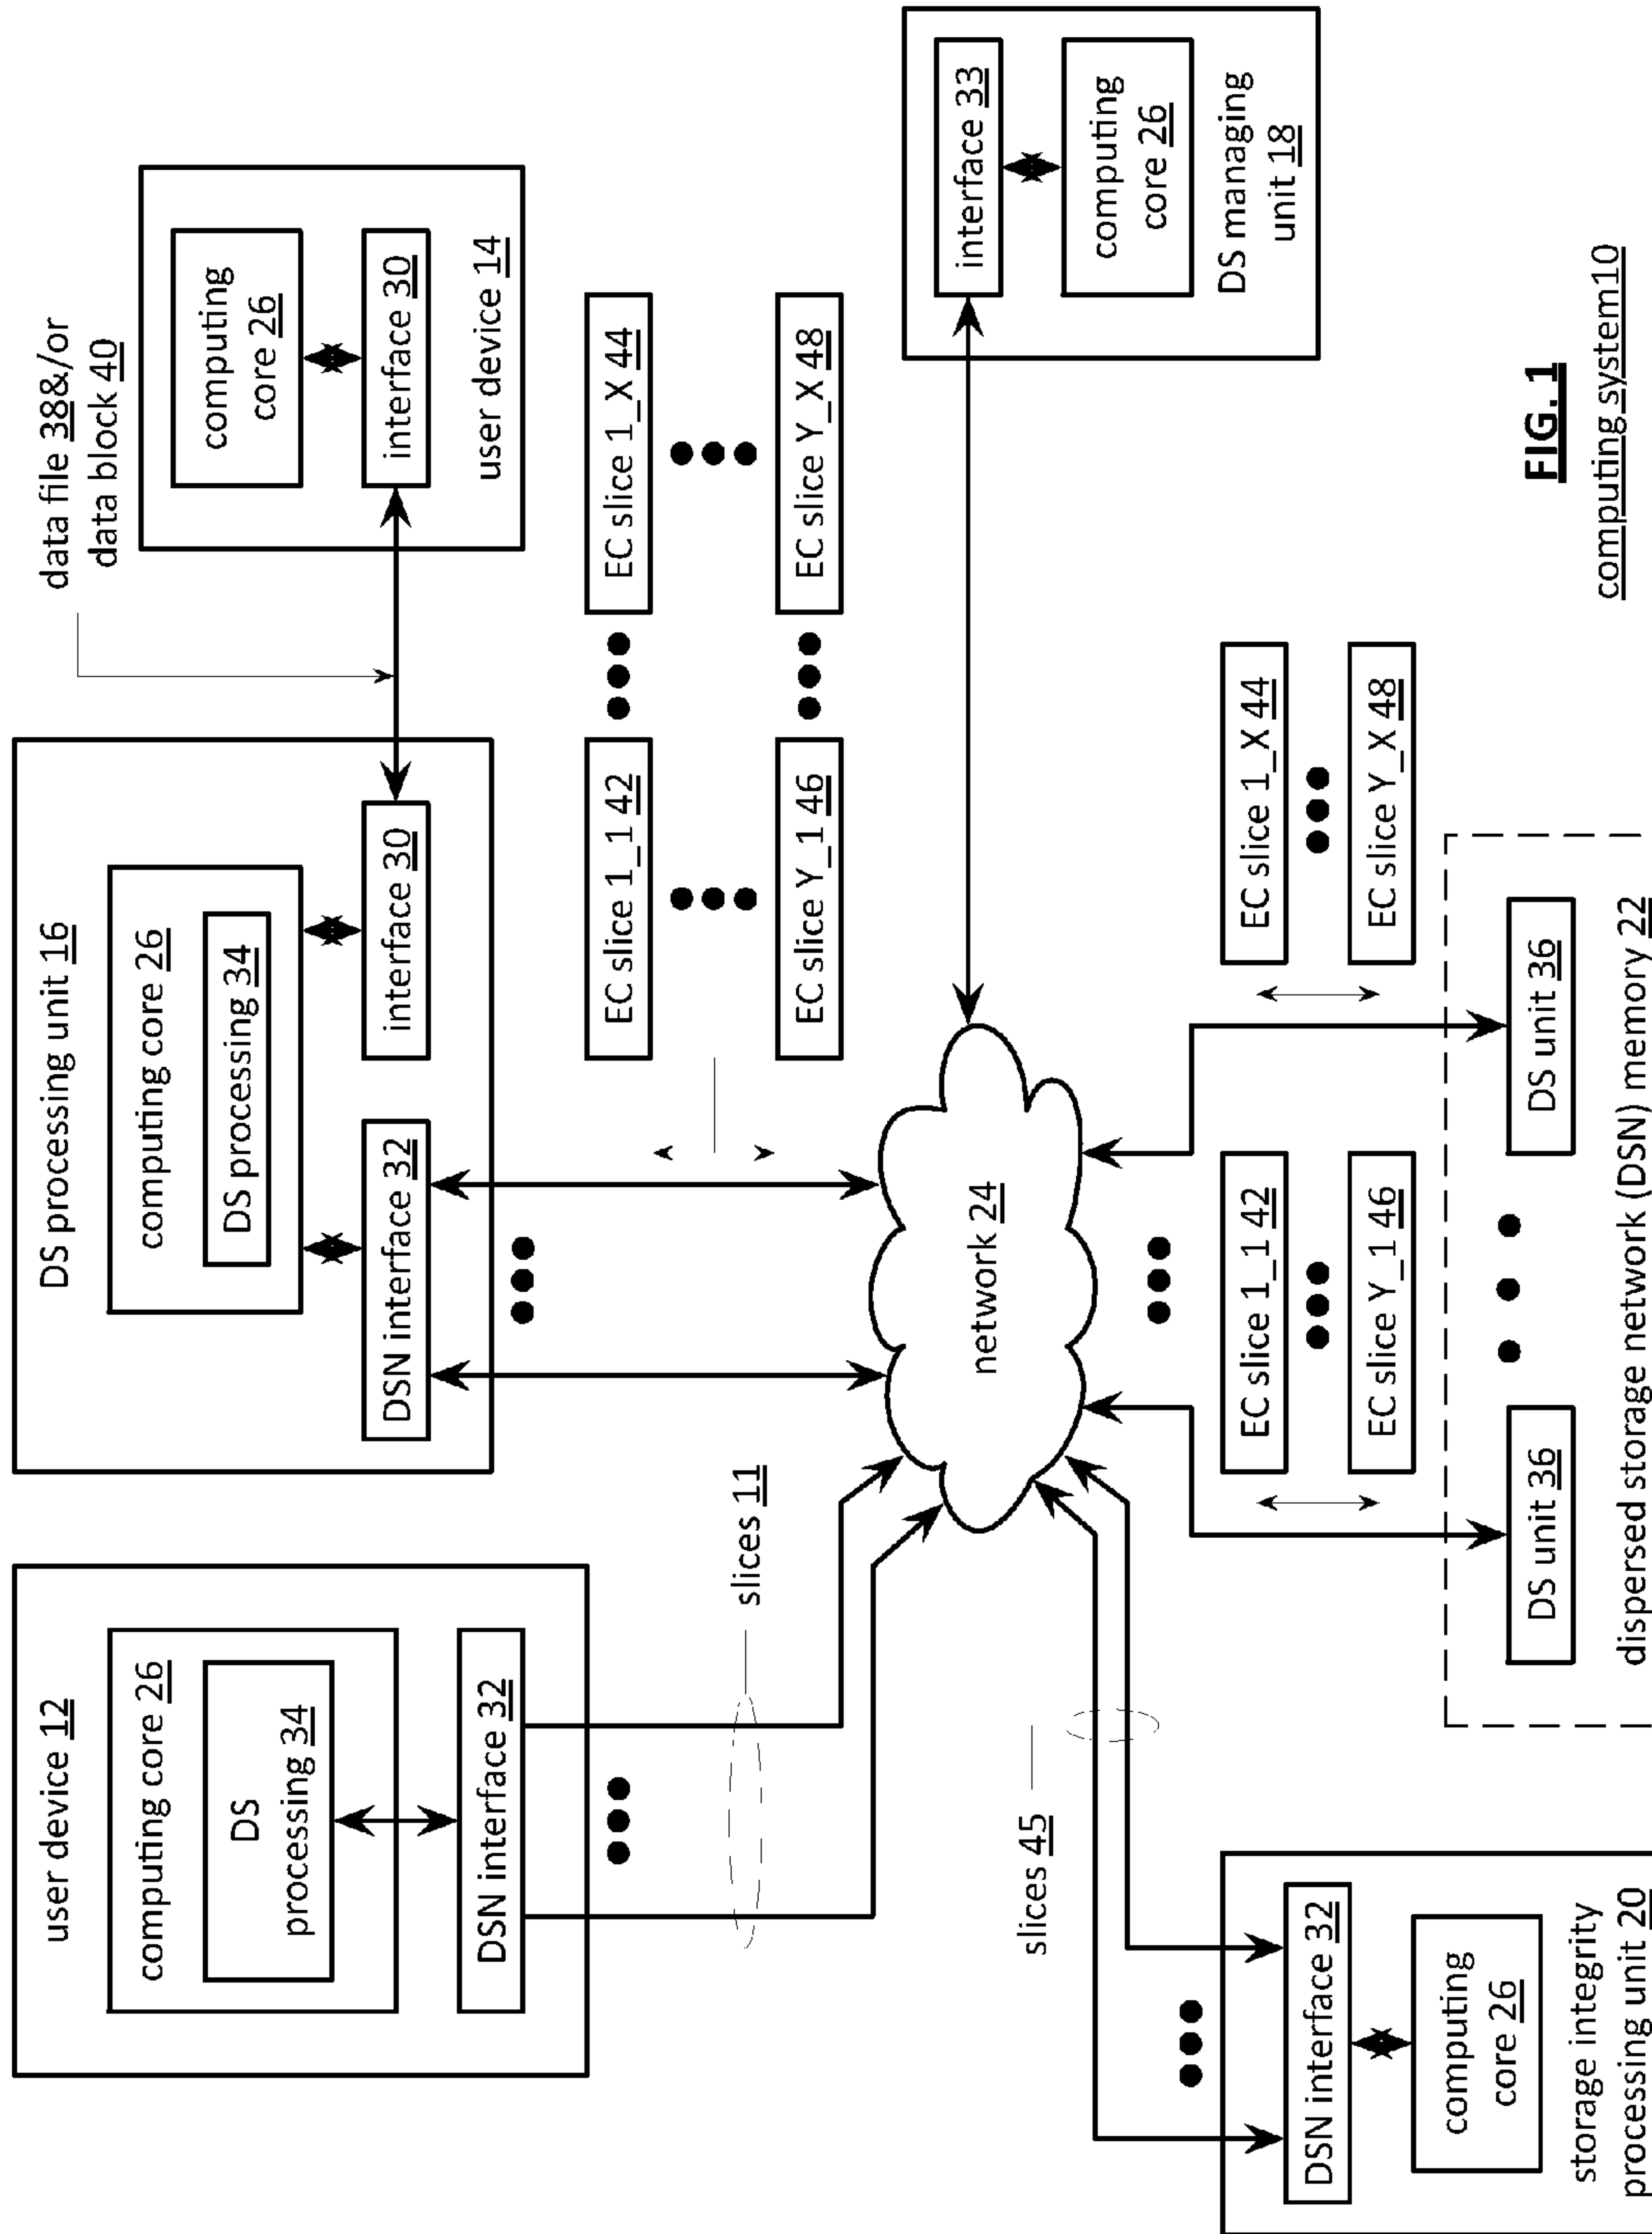 user device 12
computing core 26
DS
processing 34
DSN interface 32
slices 11
DS processing unit 16
computing core 26
DS processing 34
DSN interface 32
interface 30
data file 38&/or
data block 40
computing
core 26
interface 30
user device 14
EC slice 1_1 42
EC slice 1_X 44
EC slice Y_1 46
EC slice Y_X 48
network 24
interface 33
computing
core 26
DS managing
unit 18
slices 45
DSN interface 32
computing
core 26
storage integrity
processing unit 20
EC slice 1_1 42
EC slice Y_1 46
EC slice 1_X 44
EC slice Y_X 48
DS unit 36
DS unit 36
dispersed storage network (DSN) memory 22
FIG. 1
computing system10